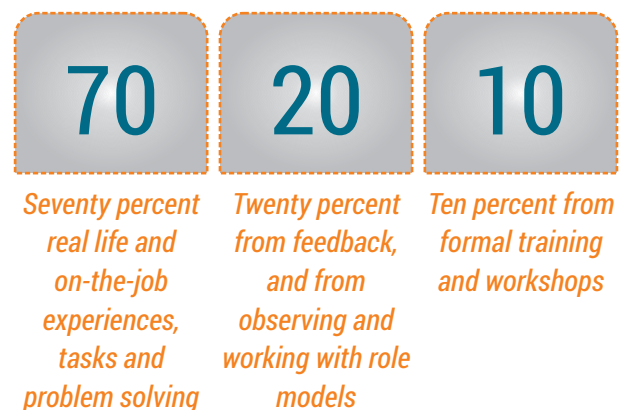 70
Seventy percent
real life and
on-the-job
experiences,
tasks and
problem solving
20
Twenty percent
from feedback,
and from
observing and
working with role
models
10
Ten percent from
formal training
and workshops